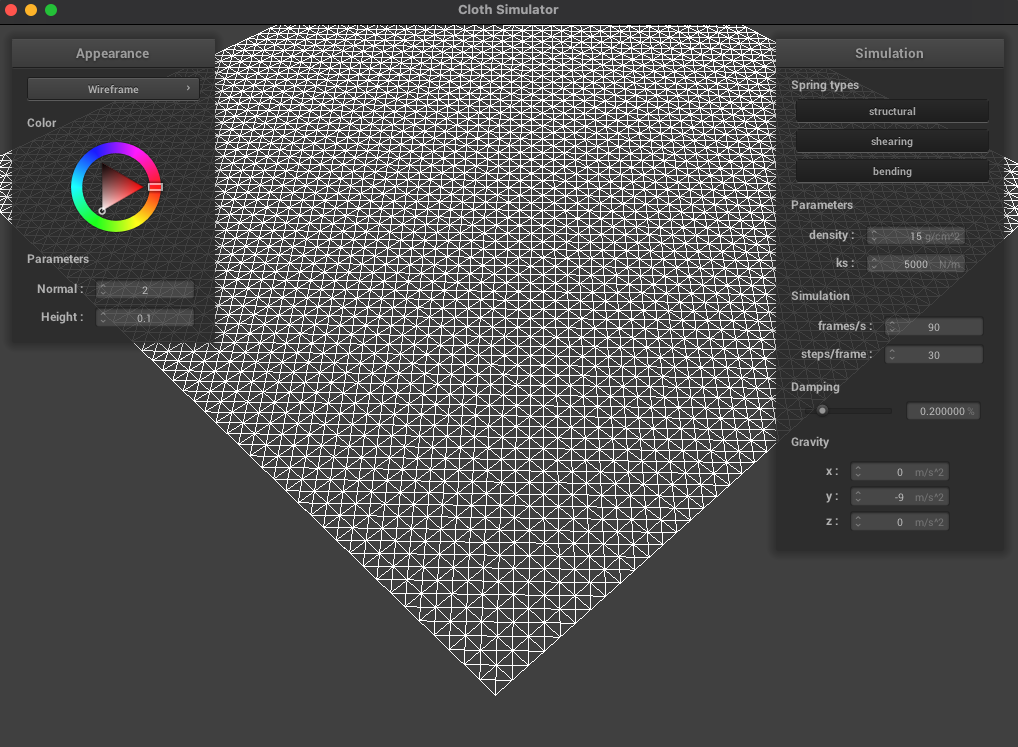 Cloth Simulator
Appearance
Wireframe
Color
Parameters
Normal : 2
Height : 0.1
Simulation
Spring types
structural
shearing
bending
Parameters
density : 15 g/cm^2
ks : 5000 N/m
Simulation
frames/s : 90
steps/frame : 30
Damping
0.200000 %
Gravity
x : 0 m/s^2
y : -9 m/s^2
z : 0 m/s^2